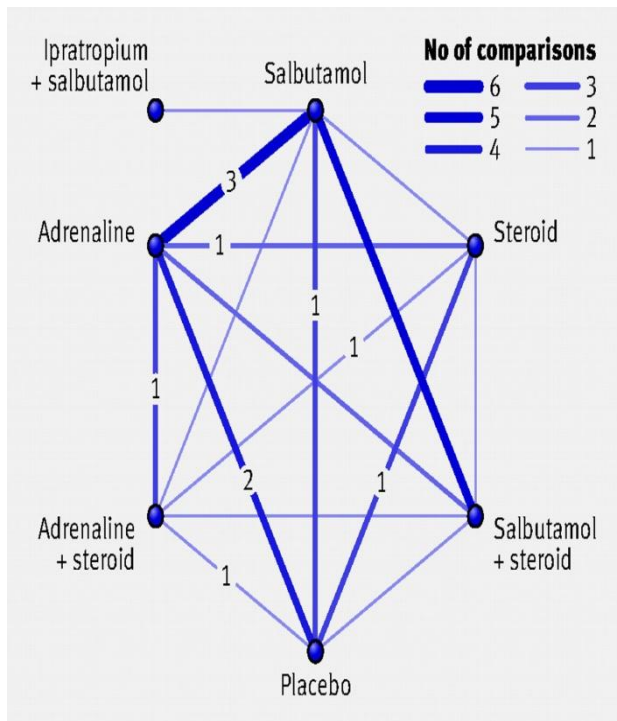 Ipratropium
+ salbutamol
Salbutamol
No of comparisons
6 3
5 2
4 1
3
Adrenaline
1
Steroid
1
1
1
2
1
Adrenaline
+ steroid
Salbutamol
+ steroid
1
Placebo